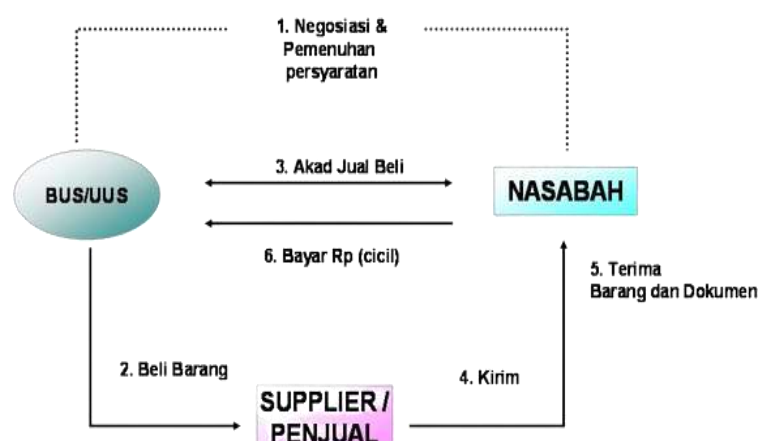 1. Negosiasi &
Pemenuhan
persyaratan
BUS/UUS
3. Akad Jual Beli
NASABAH
6. Bayar Rp (cicil)
5. Terima
Barang dan Dokumen
2. Beli Barang
4. Kirim
SUPPLIER /
PENJUAL